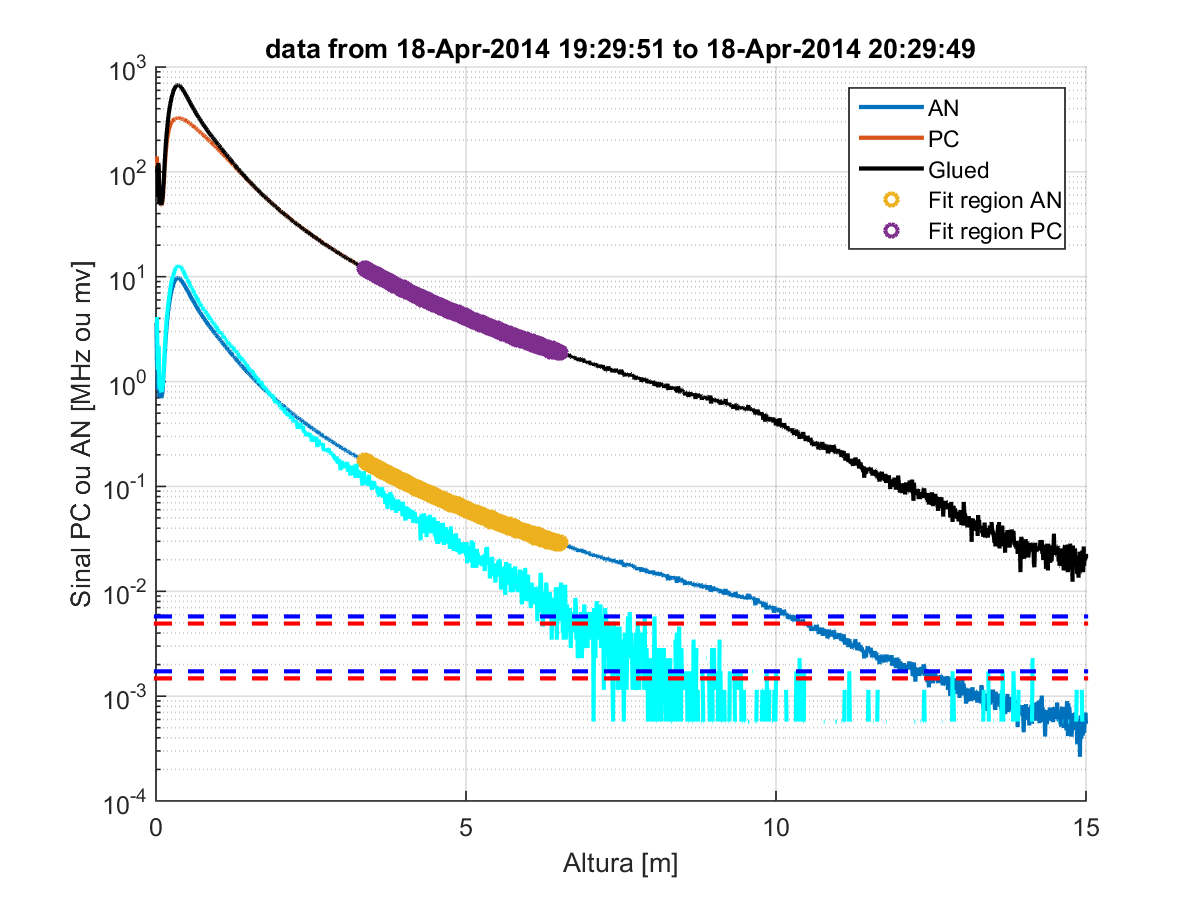 data from 18-Apr-2014 19:29:51 to 18-Apr-2014 20:29:49
10^3
10^2
10^1
10^0
10^-1
10^-2
10^-3
10^-4
Sinal PC ou AN [MHz ou mv]
AN
PC
Glued
Fit region AN
Fit region PC
0
5
10
15
Altura [m]